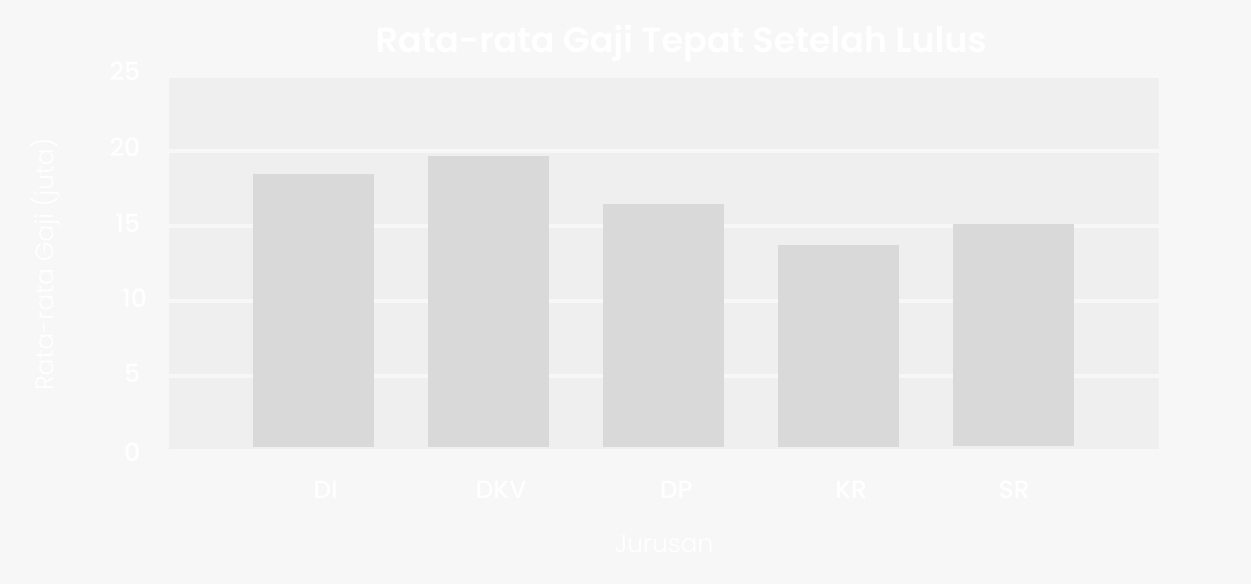 Rata-rata Gaji Tepat Setelah Lulus
25
20
15
10
5
0
Rata-rata Gaji (juta)
DI DKV DP KR SR
Jurusan